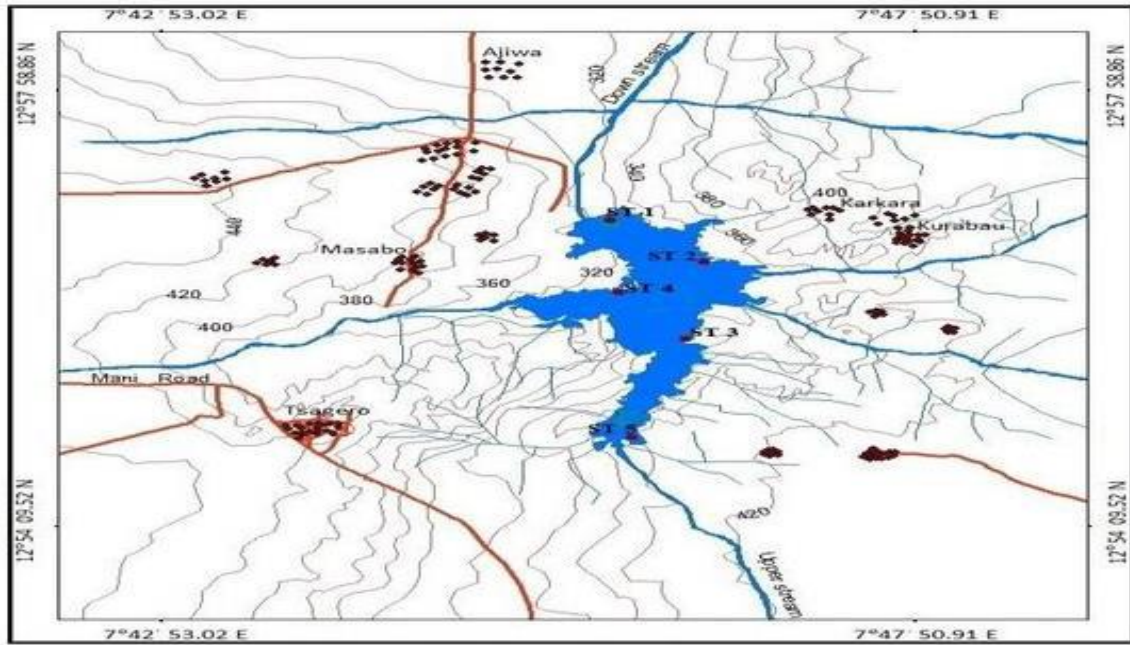 7°42' 53.02 E
7°47' 50.91 E
12°57' 58.86 N
12°57' 58.86 N
Ajiwa
320
Down stream
340
400
Karkara
380
ST.1
Kurabau
360
440
Masabo
ST 2
320
ST 4
360
420
380
400
ST 3
Mani Road
Tsagero
ST 5
420
12°54 09.52 N
12°54 09.52 N
Upper stream
7°42' 53.02 E
7°47' 50.91 E